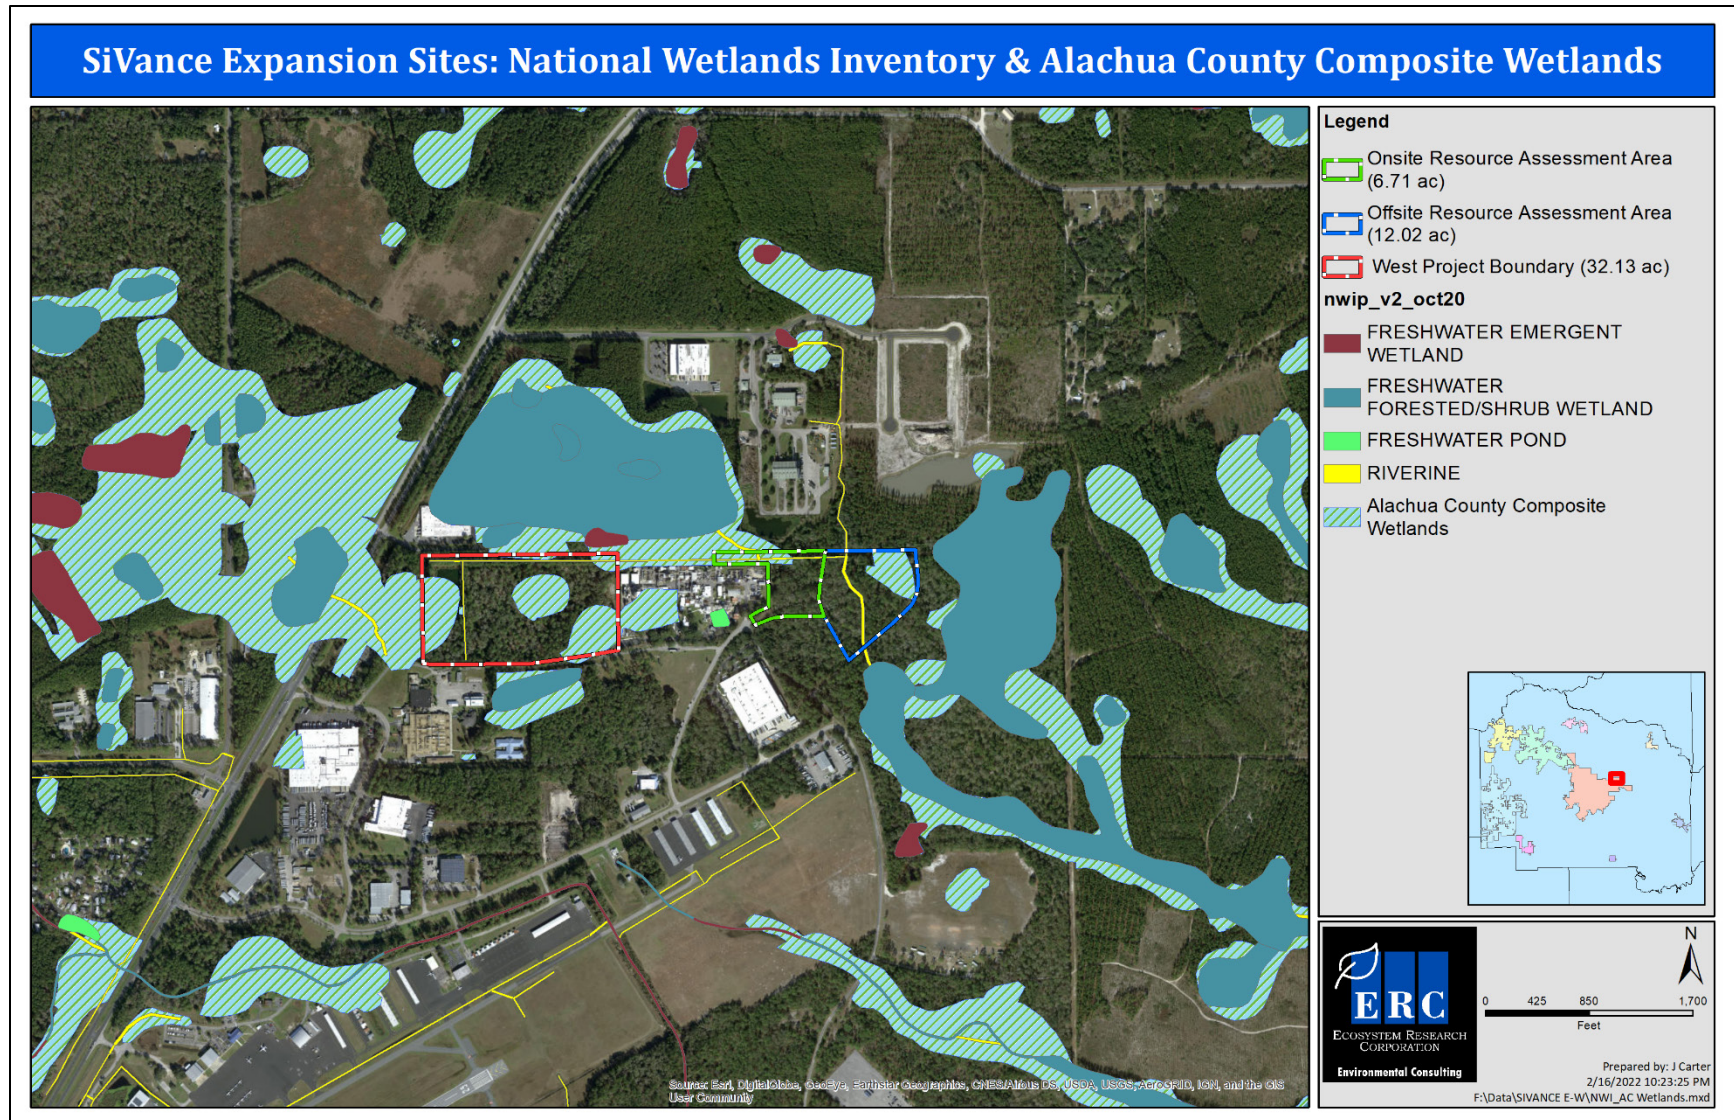 SiVance Expansion Sites: National Wetlands Inventory & Alachua County Composite Wetlands
Legend
Onsite Resource Assessment Area
(6.71 ac)
Offsite Resource Assessment Area
(12.02 ac)
West Project Boundary (32.13 ac)
nwip_v2_oct20
FRESHWATER EMERGENT
WETLAND
FRESHWATER
FORESTED/SHRUB WETLAND
FRESHWATER POND
RIVERINE
Alachua County Composite
Wetlands
Source: Esri, DigitalGlobe, GeoEye, Earthstar Geographics, CNES/Airbus DS, USDA, USGS, AeroGRID, IGN, and the GIS
User Community
ERC
ECOSYSTEM RESEARCH
CORPORATION
Environmental Consulting
N
0 425 850 1,700
Feet
Prepared by: J Carter
2/16/2022 10:23:25 PM
F:\Data\SIVANCE E-W\NWI_AC Wetlands.mxd